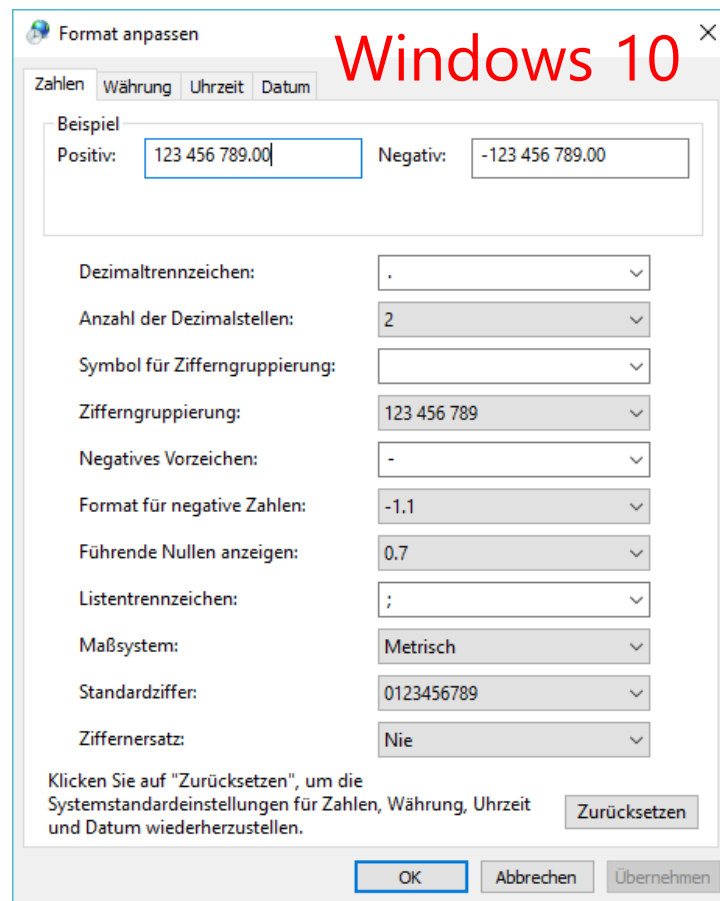 Format anpassen
Windows 10
Zahlen Währung Uhrzeit Datum
Beispiel
Positiv: 123 456 789.00 Negativ: -123 456 789.00
Dezimaltrennzeichen: .
Anzahl der Dezimalstellen: 2
Symbol für Zifferngruppierung:
Zifferngruppierung: 123 456 789
Negatives Vorzeichen: -
Format für negative Zahlen: -1.1
Führende Nullen anzeigen: 0.7
Listentrennzeichen: ;
Maßsystem: Metrisch
Standardziffer: 0123456789
Ziffernersatz: Nie
Klicken Sie auf "Zurücksetzen", um die
Systemstandardeinstellungen für Zahlen, Währung, Uhrzeit
und Datum wiederherzustellen.
Zurücksetzen
OK Abbrechen Übernehmen